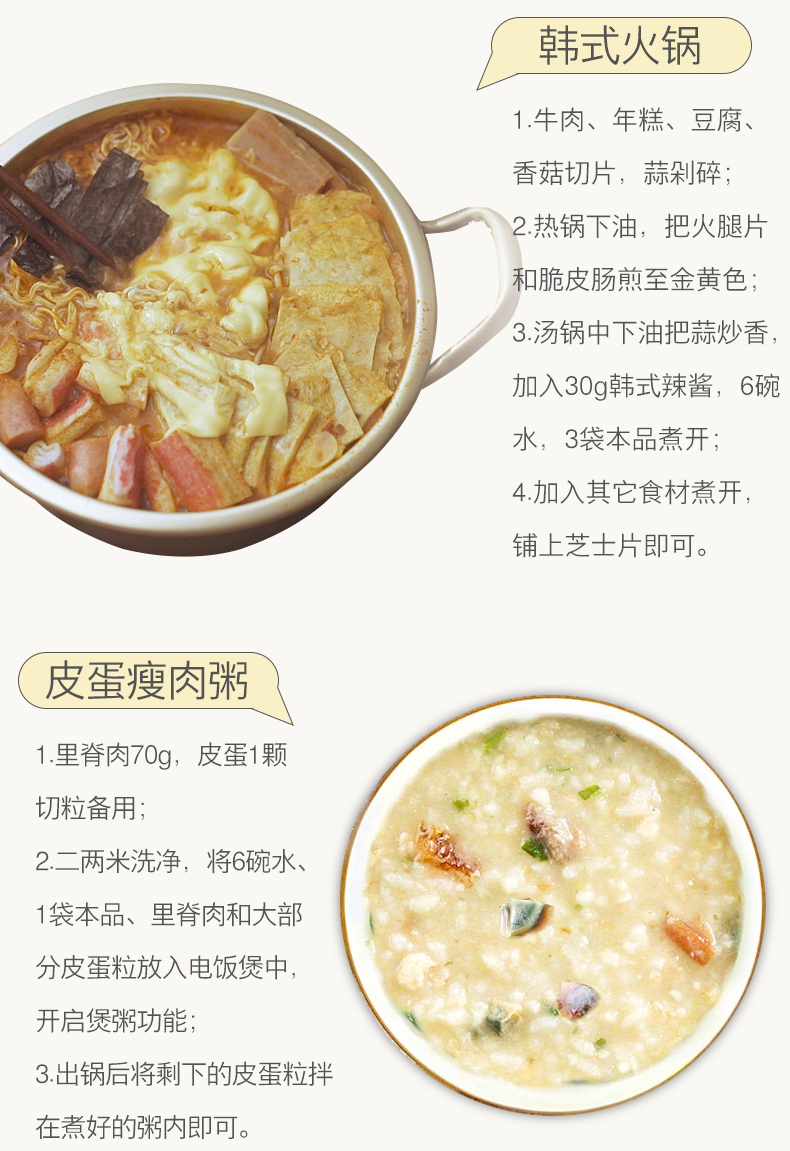 韩式火锅
1.牛肉、年糕、豆腐、
香菇切片，蒜剁碎；
2.热锅下油，把火腿片
和脆皮肠煎至金黄色；
3.汤锅中下油把蒜炒香，
加入30g韩式辣酱，6碗
水，3袋本品煮开；
4.加入其它食材煮开，
铺上芝士片即可。
皮蛋瘦肉粥
1.里脊肉70g，皮蛋1颗
切粒备用；
2.二两米洗净，将6碗水、
1袋本品、里脊肉和大部
分皮蛋粒放入电饭煲中，
开启煲粥功能；
3.出锅后将剩下的皮蛋粒拌
在煮好的粥内即可。